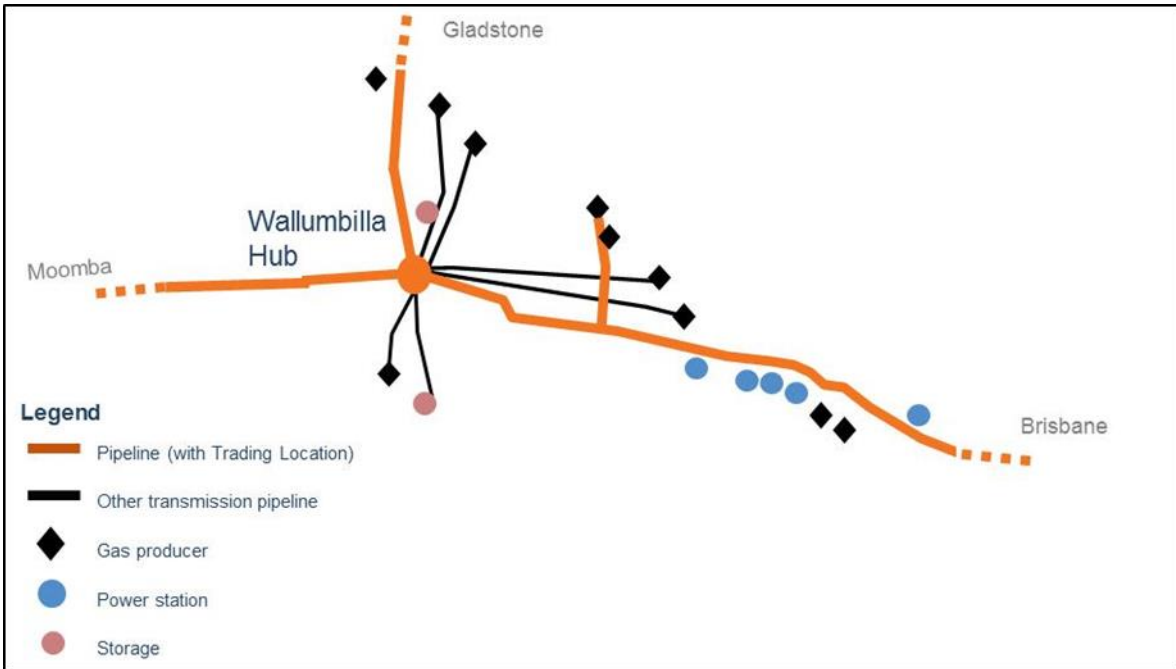 Gladstone
Wallumbilla
Hub
Moomba
Brisbane
Legend
Pipeline (with Trading Location)
Other transmission pipeline
Gas producer
Power station
Storage